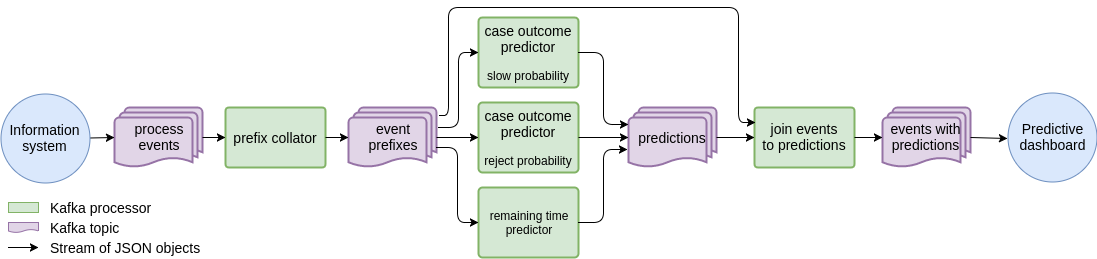 Information
system
process
events
prefix collator
event
prefixes
case outcome
predictor
slow probability
case outcome
predictor
reject probability
remaining time
predictor
predictions
join events
to predictions
events with
predictions
Predictive
dashboard
Kafka processor
Kafka topic
Stream of JSON objects